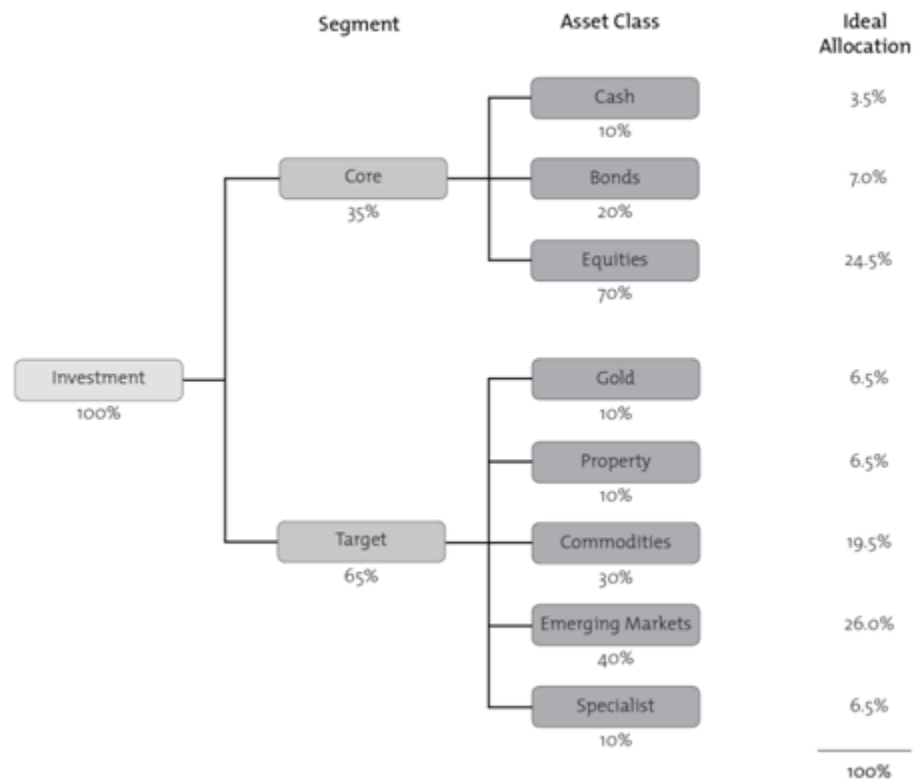 Segment
Asset Class
Ideal
Allocation
Cash
3.5%
10%
Core
Bonds
7.0%
35%
20%
Equities
24.5%
70%
Investment
Gold
6.5%
100%
10%
Property
6.5%
10%
Target
Commodities
19.5%
65%
30%
Emerging Markets
26.0%
40%
Specialist
6.5%
10%
100%